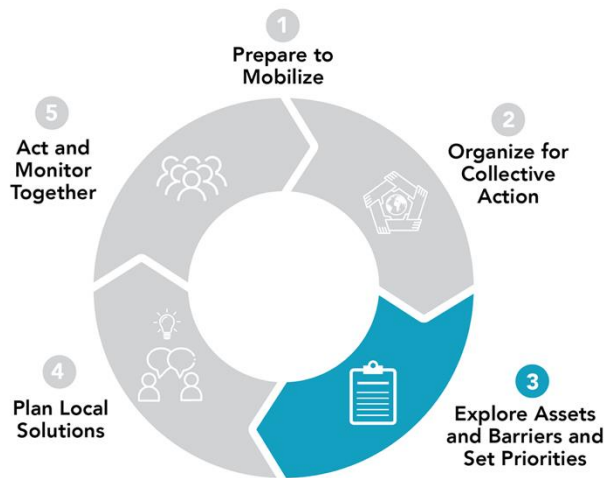 1
Prepare to
Mobilize
2
Organize for
Collective
Action
3
Explore Assets
and Barriers and
Set Priorities
4
Plan Local
Solutions
5
Act and
Monitor
Together